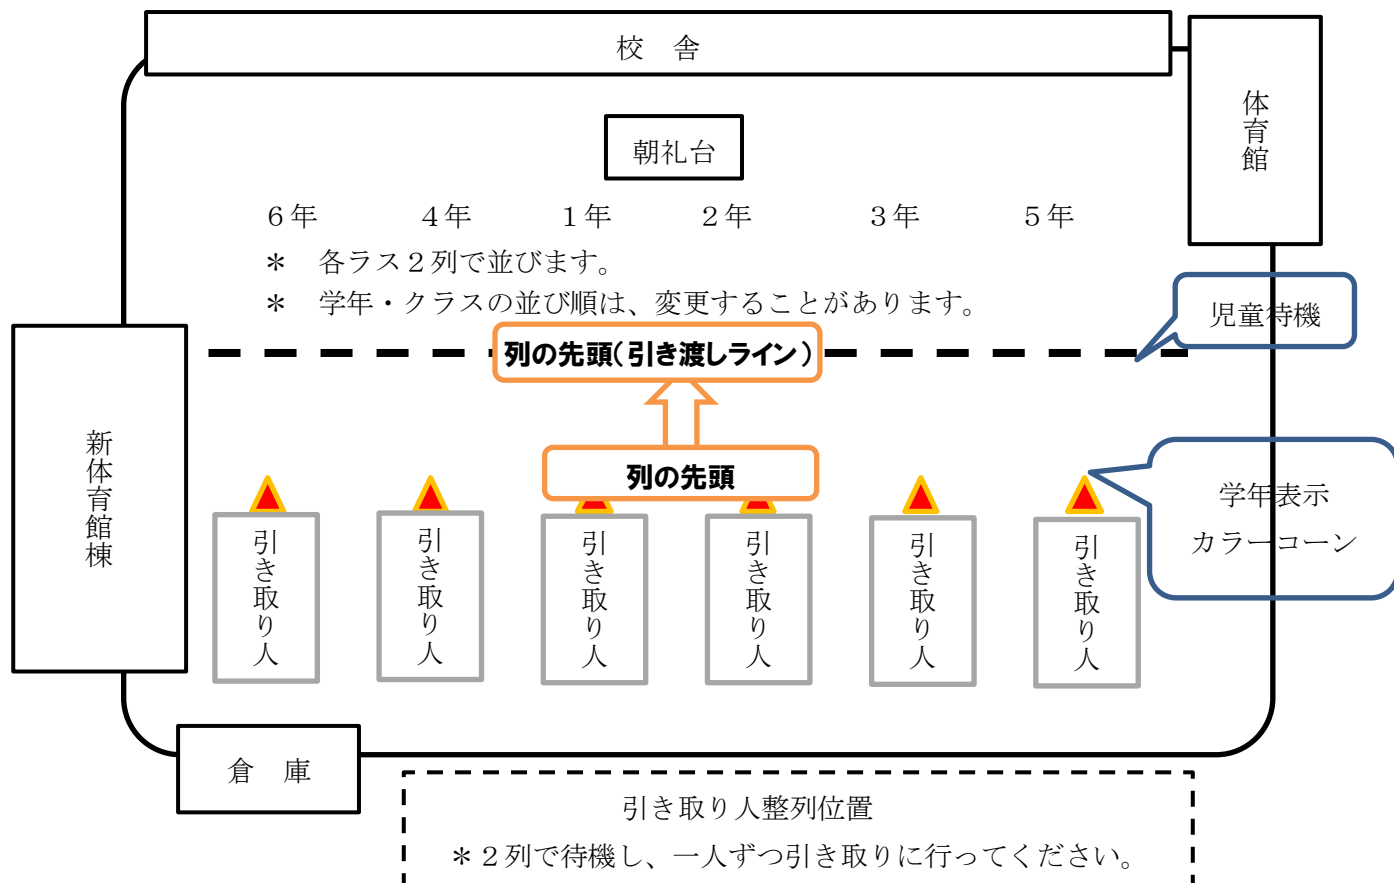 校　舎
体育館
朝礼台
６年　４年　１年　２年　３年　５年
＊　各ラス２列で並びます。
＊　学年・クラスの並び順は、変更することがあります。
児童待機
列の先頭（引き渡しライン）
新体育館棟
列の先頭
学年表示
カラーコーン
引き取り人
引き取り人
引き取り人
引き取り人
引き取り人
引き取り人
倉　庫
引き取り人整列位置
＊２列で待機し、一人ずつ引き取りに行ってください。